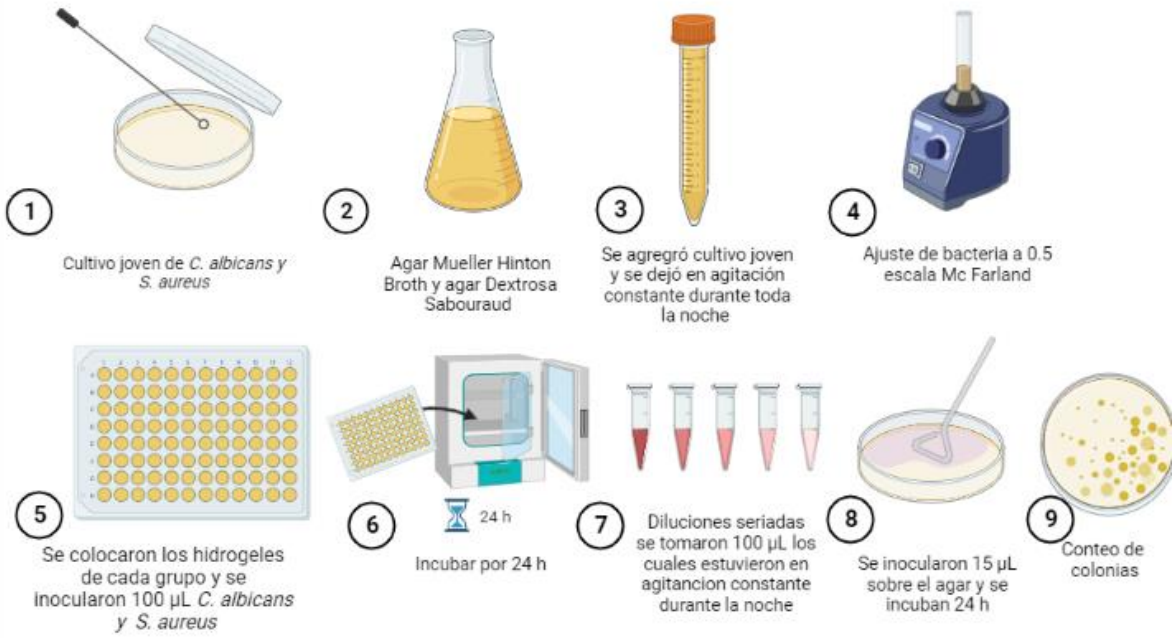 1
Cultivo joven de C. albicans y
S. aureus
2
Agar Mueller Hinton
Broth y agar Dextrosa
Sabouraud
3
Se agregró cultivo joven
y se dejó en agitación
constante durante toda
la noche
4
Ajuste de bacteria a 0.5
escala Mc Farland
5
Se colocaron los hidrogeles
de cada grupo y se
inocularon 100 µL C. albicans
y S. aureus
6
24 h
Incubar por 24 h
7
Diluciones seriadas
se tomaron 100 µL los
cuales estuvieron en
agitancion constante
durante la noche
8
Se inocularon 15 µL
sobre el agar y se
incuban 24 h
9
Conteo de
colonias